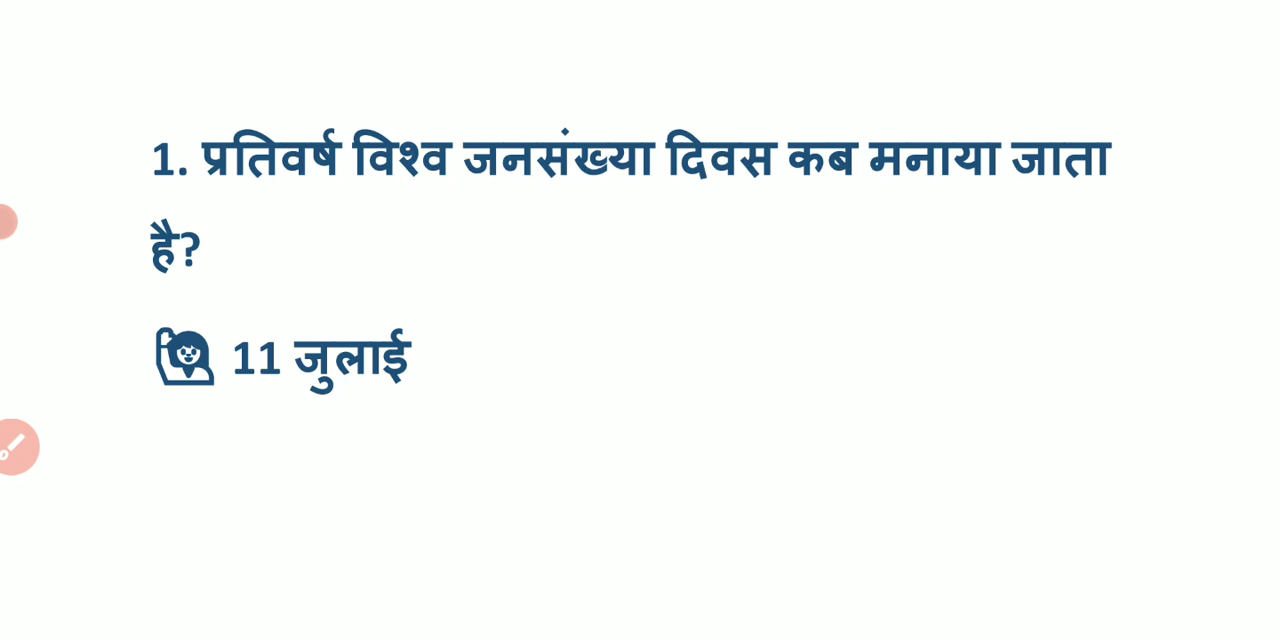 1. प्रतिवर्ष विश्व जनसंख्या दिवस कब मनाया जाता
है?
🙋 11 जुलाई